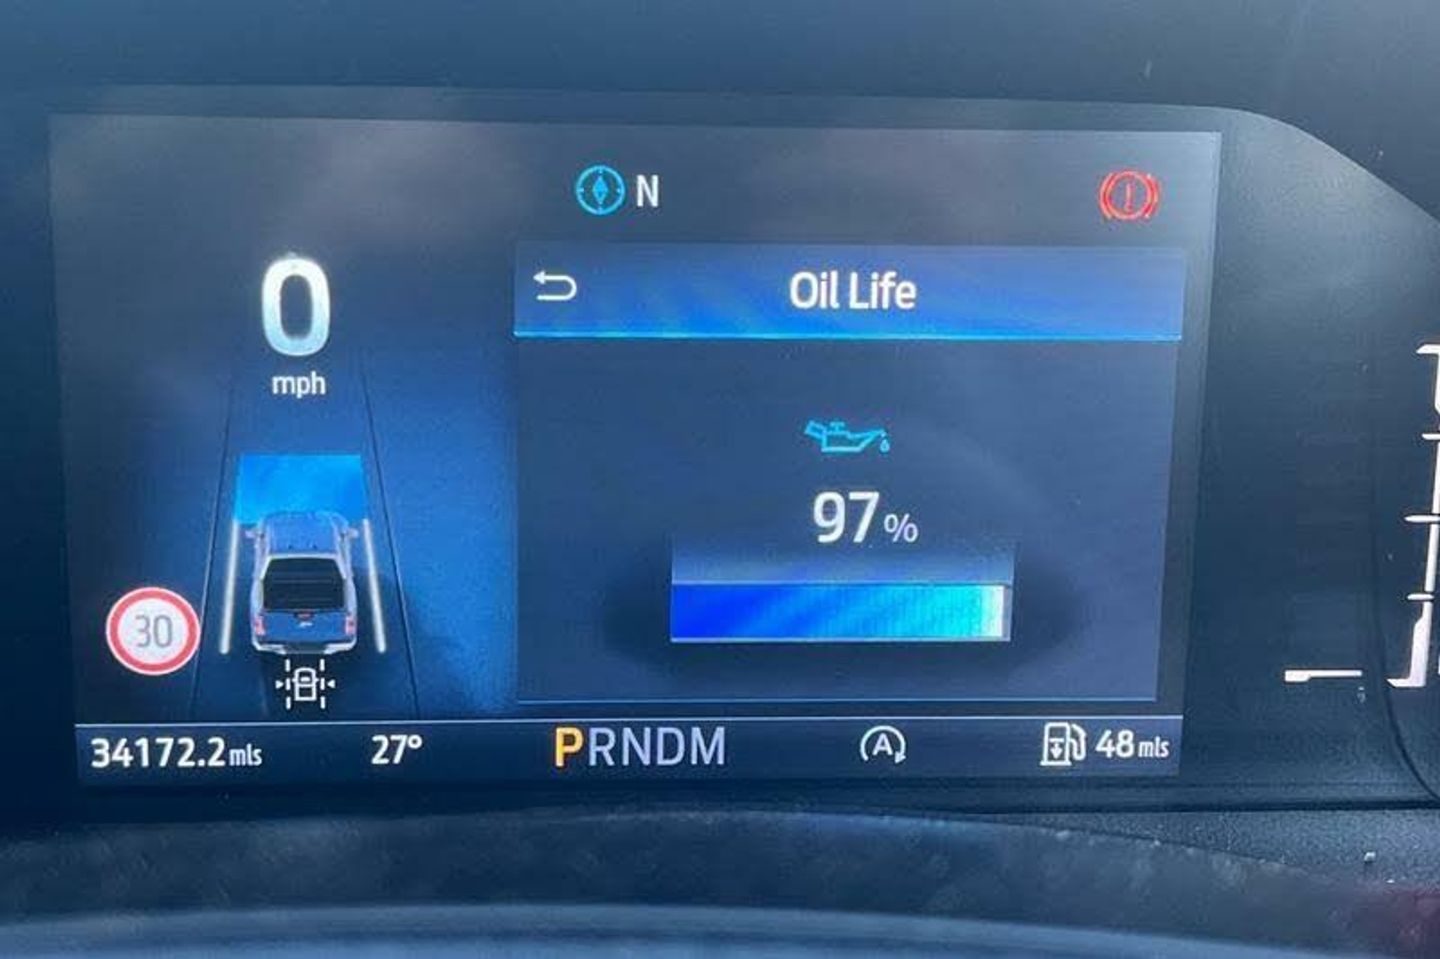 N
0
mph
Oil Life
97%
30
34172.2mls 27° PRNDM A 48mls